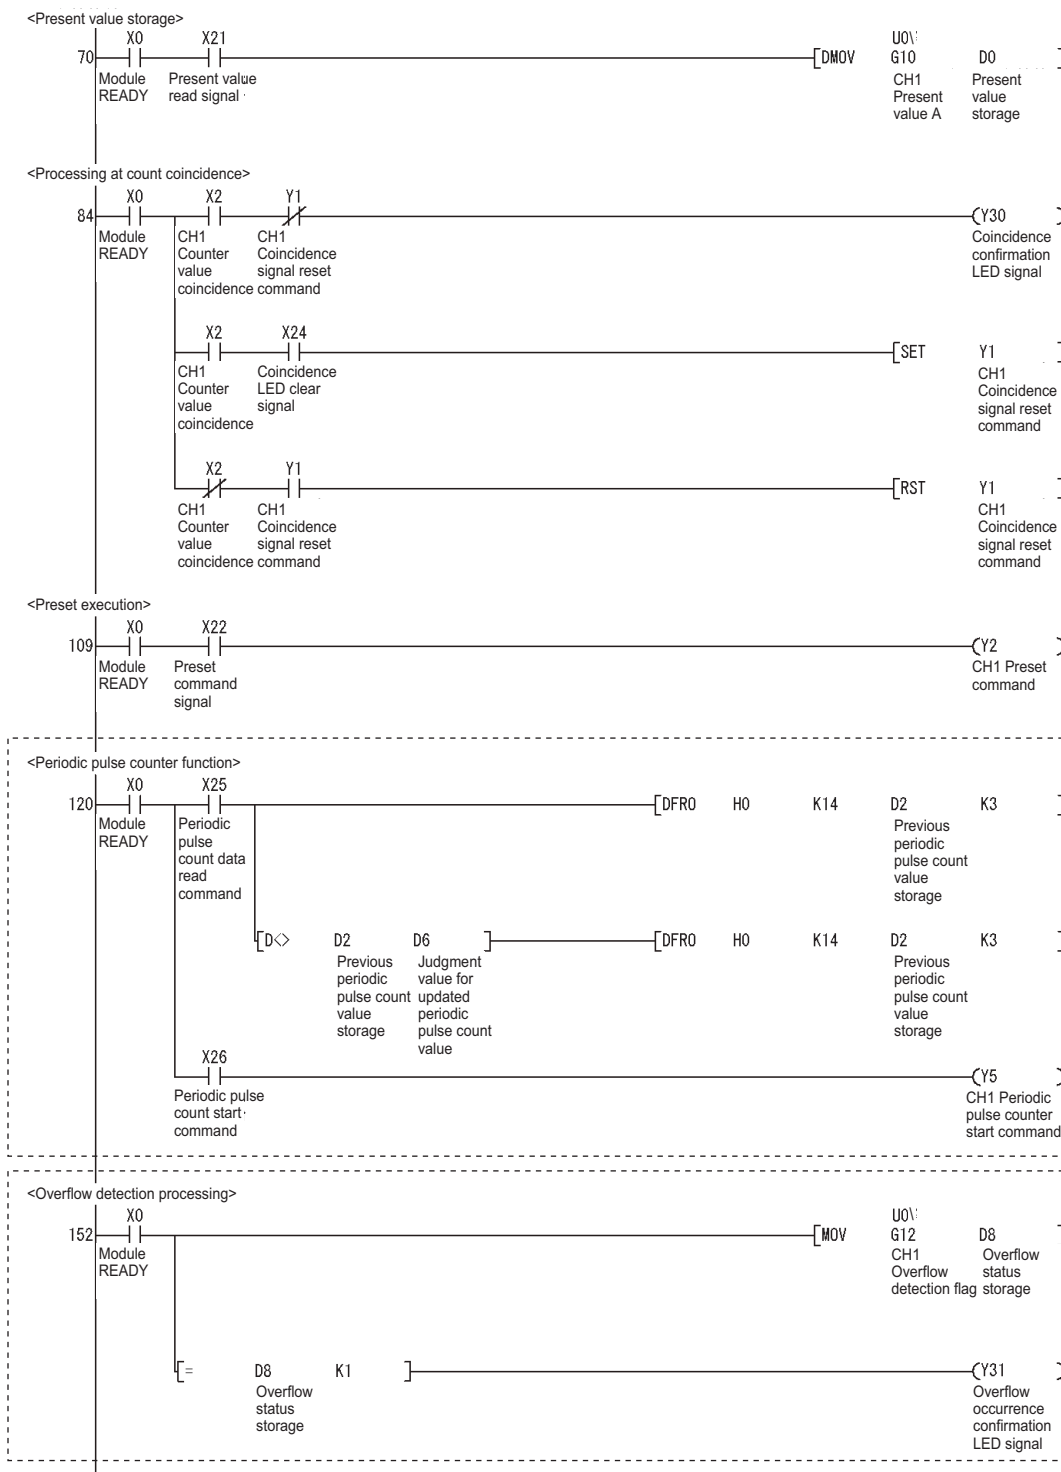 <Present value storage>
X0 X21 U0\
70 [DMOV G10 D0 ]
Module Present value CH1 Present
READY read signal Present value
value A storage
<Processing at count coincidence>
X0 X2 Y1
84 (Y30 )
Module CH1 CH1 Coincidence
READY Counter Coincidence confirmation
value signal reset LED signal
coincidence command
X2 X24
[SET Y1 ]
CH1 Coincidence CH1
Counter LED clear Coincidence
value signal signal reset
coincidence command
X2 Y1
[RST Y1 ]
CH1 CH1 CH1
Counter Coincidence Coincidence
value signal reset signal reset
coincidence command command
<Preset execution>
X0 X22
109 (Y2 )
Module Preset CH1 Preset
READY command command
signal
<Periodic pulse counter function>
X0 X25
120 [DFRO H0 K14 D2 K3 ]
Module Periodic Previous
READY pulse periodic
count data pulse count
read value
command storage
[D<> D2 D6 ] [DFRO H0 K14 D2 K3 ]
Previous Judgment Previous
periodic value for periodic
pulse count updated pulse count
value periodic value
storage pulse count storage
value
X26
(Y5 )
Periodic pulse CH1 Periodic
count start pulse counter
command start command
<Overflow detection processing>
X0 U0\
152 [MOV G12 D8 ]
Module CH1 Overflow
READY Overflow status
detection flag storage
[= D8 K1 ] (Y31 )
Overflow Overflow
status occurrence
storage confirmation
LED signal